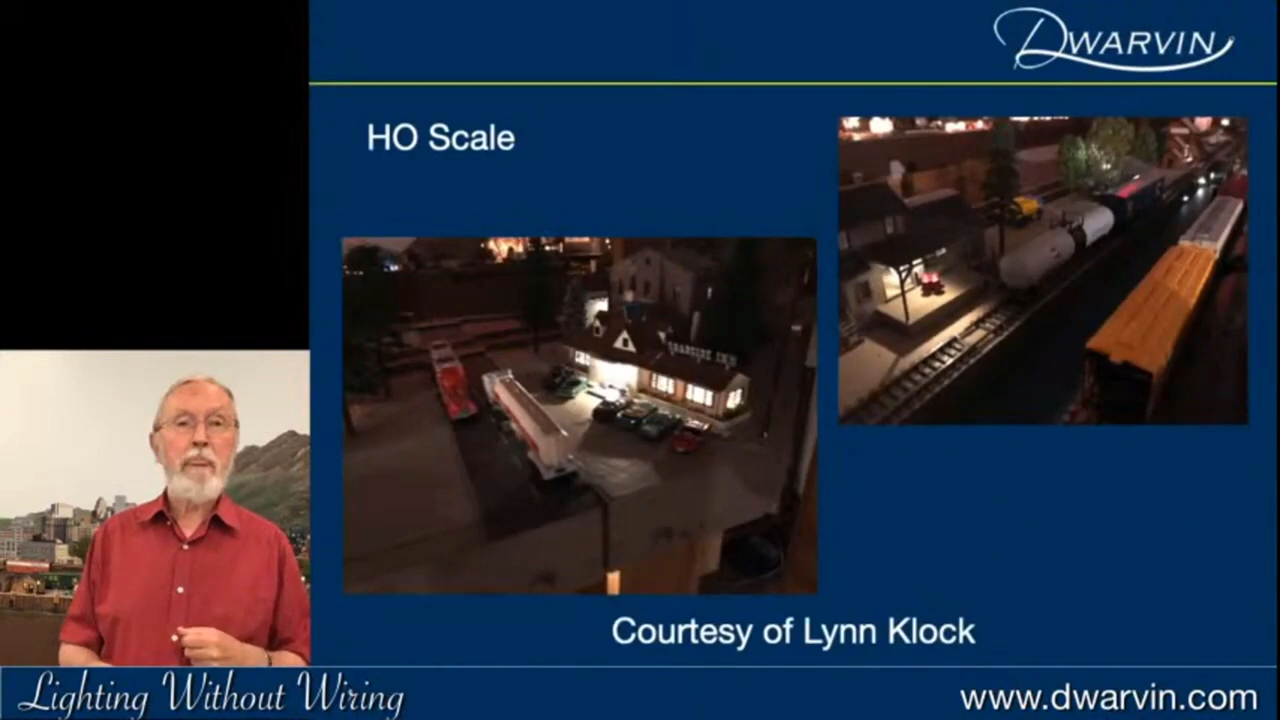 DWARVIN
HO Scale
Courtesy of Lynn Klock
Lighting Without Wiring
www.dwarvin.com